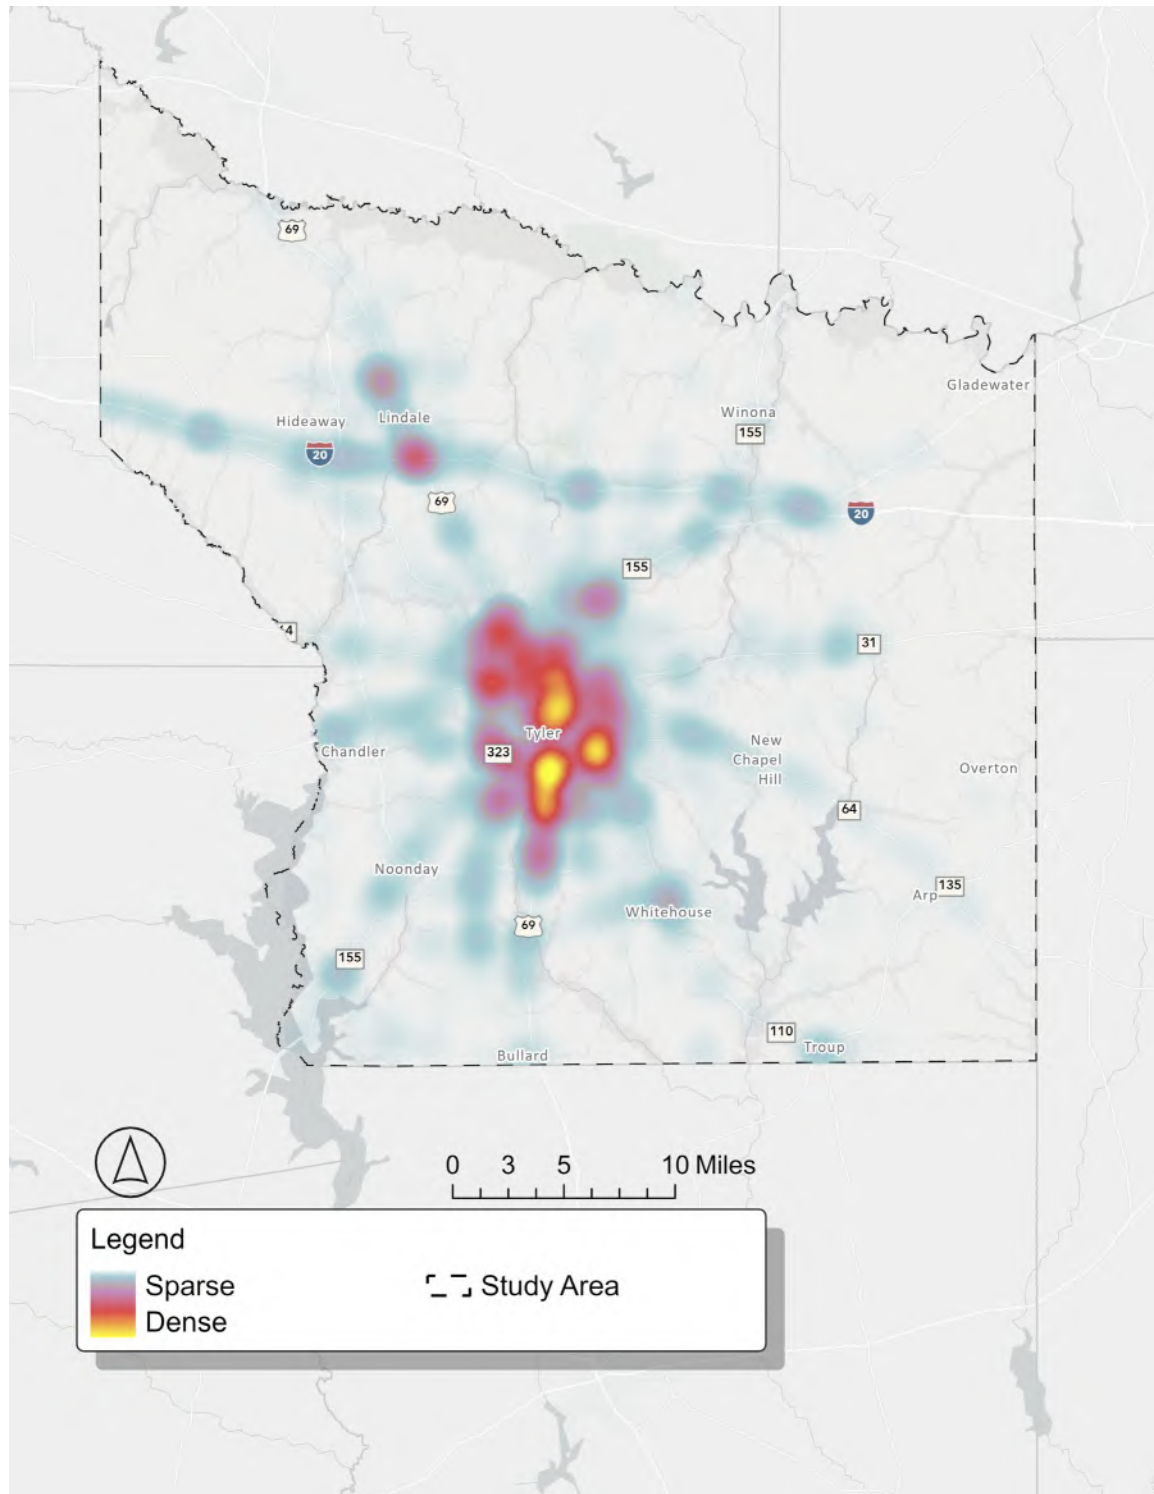 69
Gladewater
Hideaway
Lindale
Winona
155
20
69
20
155
4
31
Tyler
323
Chandler
New
Chapel
Hill
Overton
64
Noonday
Arp
135
Whitehouse
69
155
110
Troup
Bullard
0 3 5 10 Miles
Legend
Sparse
Dense
Study Area